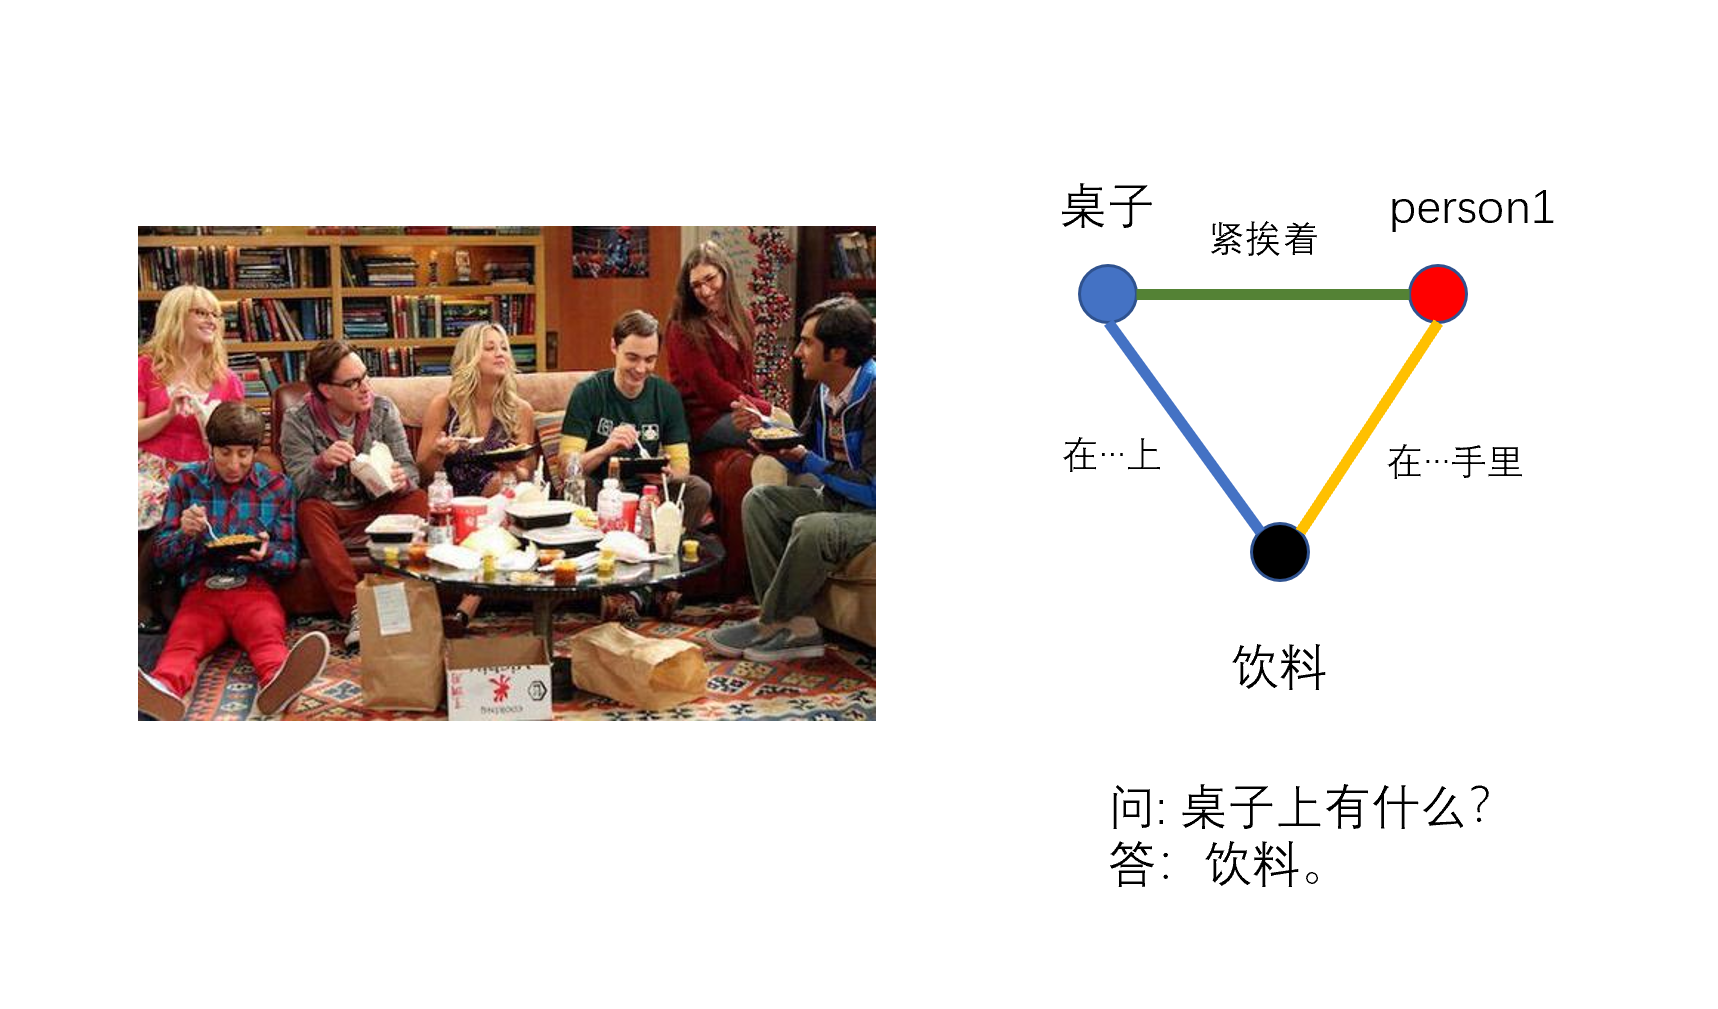 桌子
person1
紧挨着
在…上
在…手里
饮料
问: 桌子上有什么?
答： 饮料。
COOKING